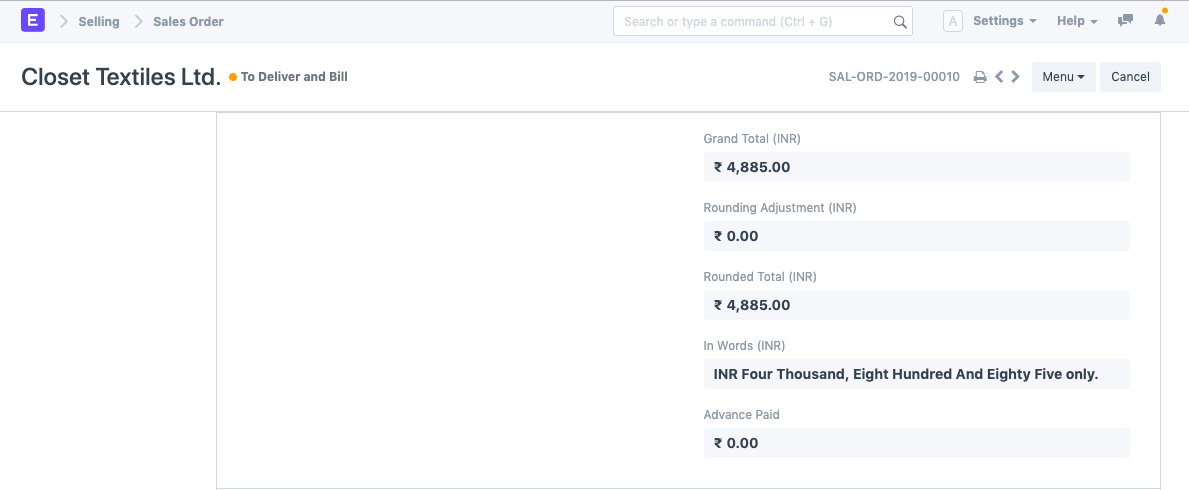 E Selling Sales Order Search or type a command (Ctrl + G) A Settings Help
Closet Textiles Ltd. To Deliver and Bill SAL-ORD-2019-00010 Menu Cancel
Grand Total (INR)
₹ 4,885.00
Rounding Adjustment (INR)
₹ 0.00
Rounded Total (INR)
₹ 4,885.00
In Words (INR)
INR Four Thousand, Eight Hundred And Eighty Five only.
Advance Paid
₹ 0.00